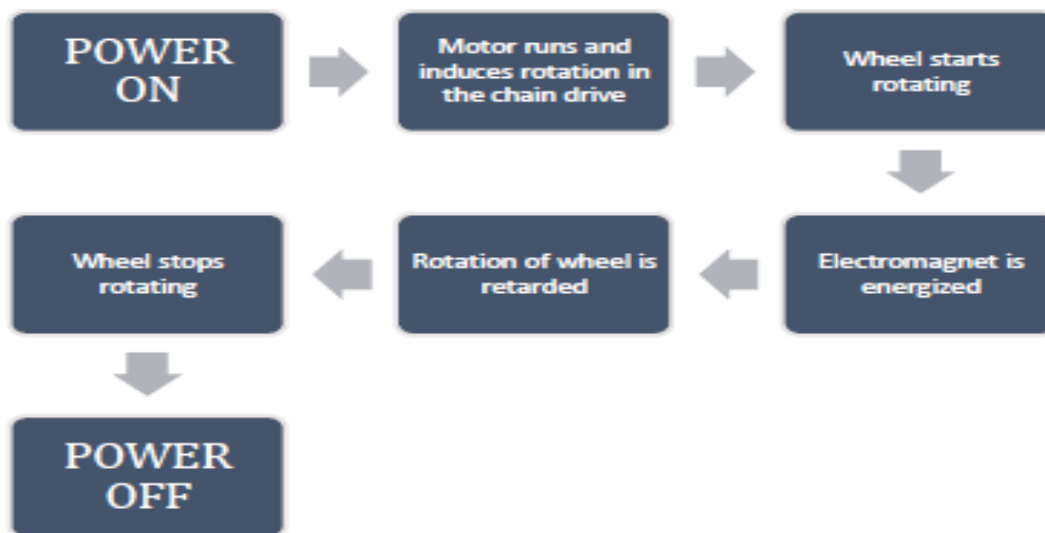 POWER
ON
Motor runs and
induces rotation in
the chain drive
Wheel starts
rotating
Electromagnet is
energized
Rotation of wheel is
retarded
Wheel stops
rotating
POWER
OFF